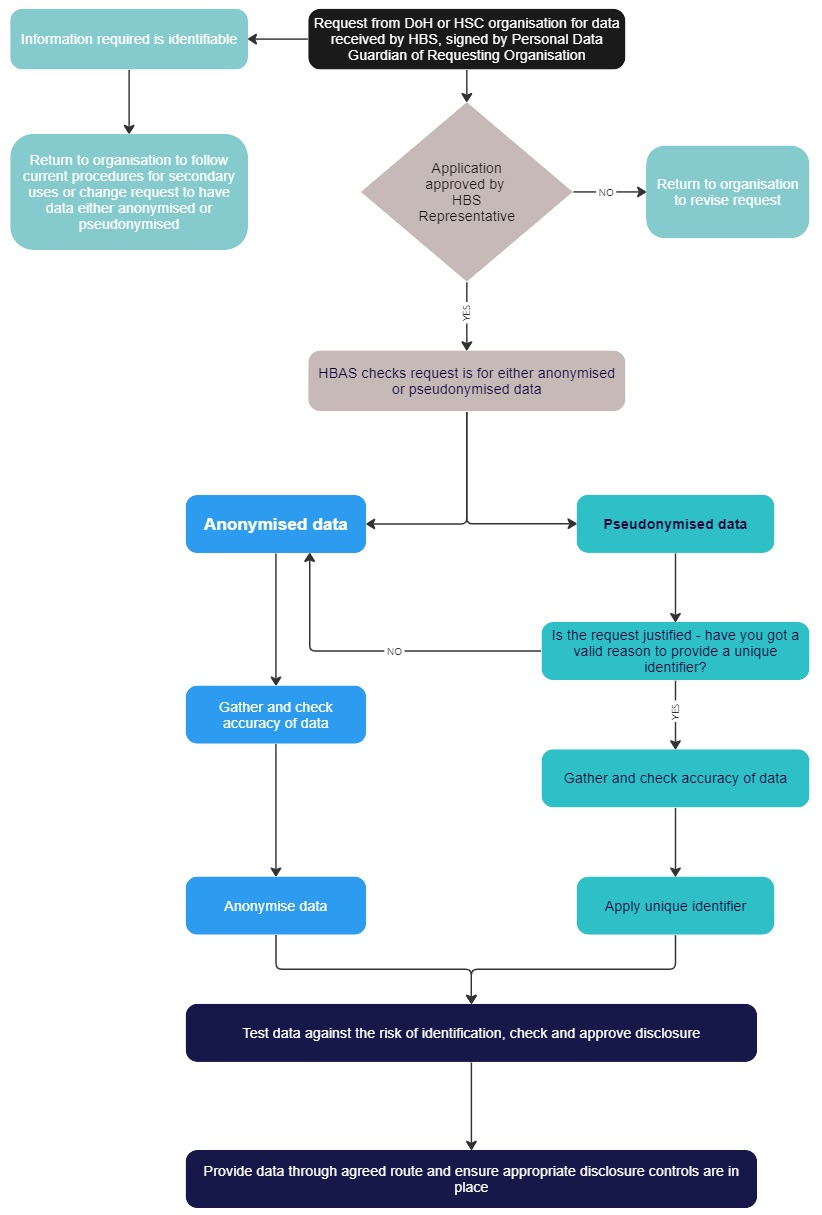 Information required is identifiable
Request from DoH or HSC organisation for data
received by HBS, signed by Personal Data
Guardian of Requesting Organisation
Return to organisation to follow
current procedures for secondary
uses or change request to have
data either anonymised or
pseudonymised
Application
approved by
HBS
Representative
NO
Return to organisation
to revise request
YES
HBAS checks request is for either anonymised
or pseudonymised data
Anonymised data
Pseudonymised data
Is the request justified - have you got a
valid reason to provide a unique
identifier?
NO
YES
Gather and check
accuracy of data
Gather and check accuracy of data
Anonymise data
Apply unique identifier
Test data against the risk of identification, check and approve disclosure
Provide data through agreed route and ensure appropriate disclosure controls are in
place